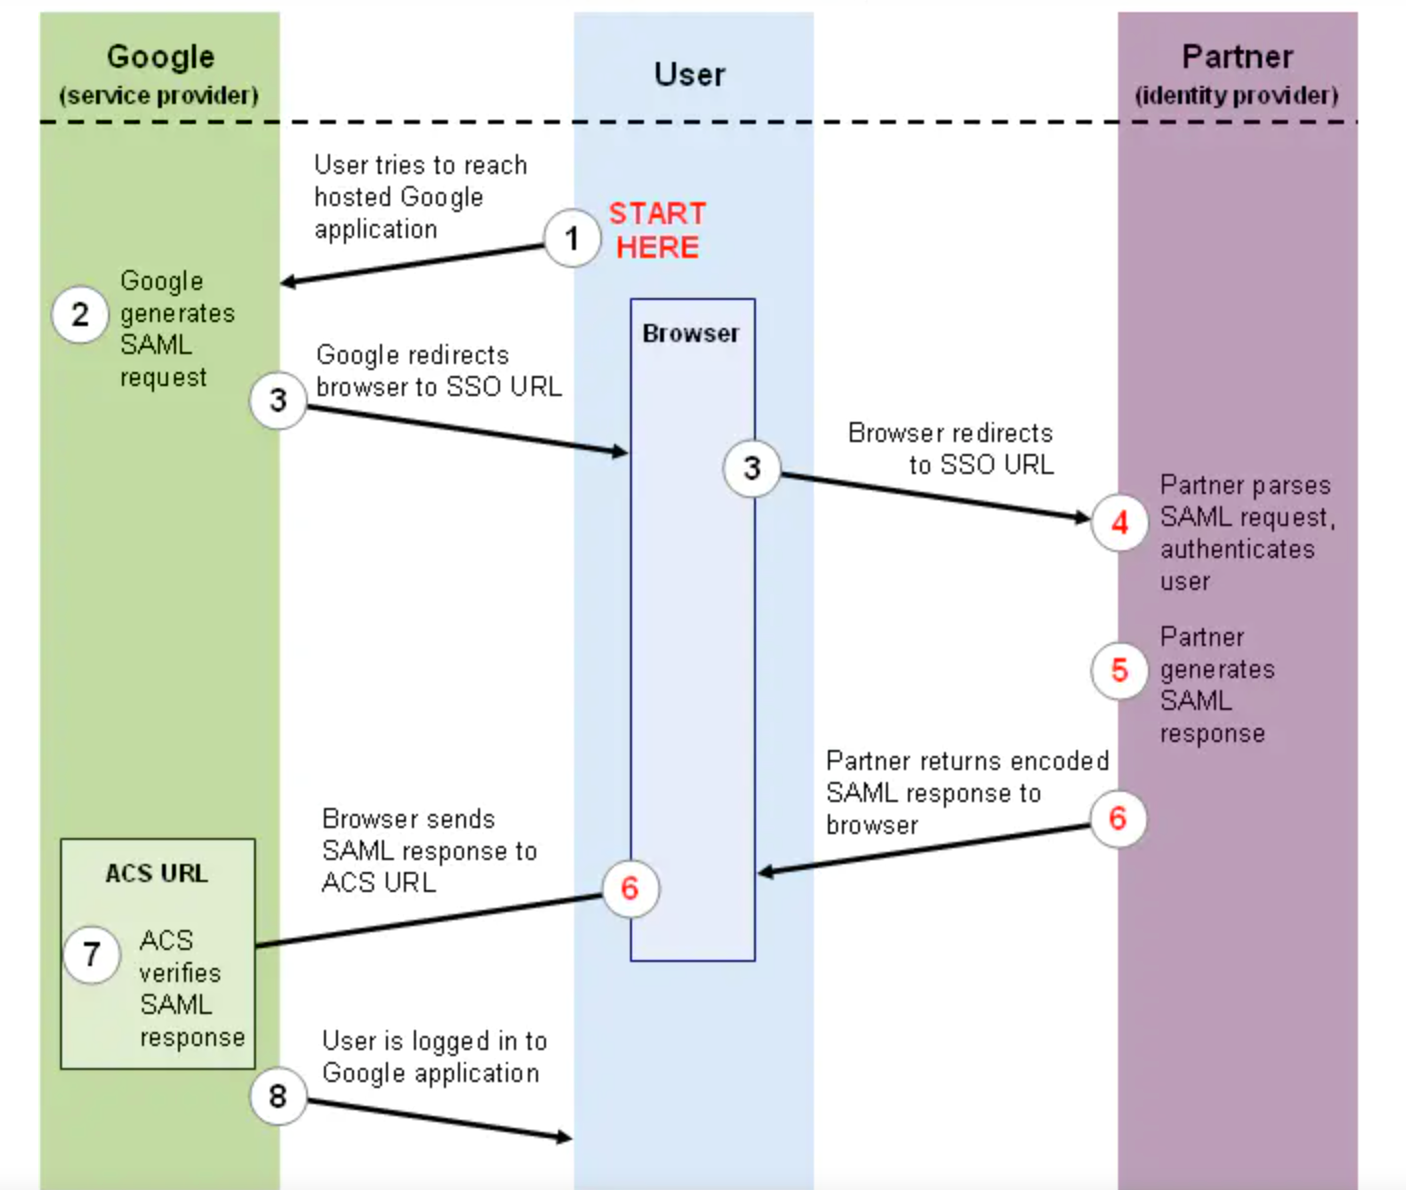 Google
(service provider)
User
Partner
(identity provider)
User tries to reach
hosted Google
application
1
START
HERE
2
Google
generates
SAML
request
Browser
3
Google redirects
browser to SSO URL
3
Browser redirects
to SSO URL
4
Partner parses
SAML request,
authenticates
user
5
Partner
generates
SAML
response
Partner returns encoded
SAML response to
browser
6
Browser sends
SAML response to
ACS URL
6
ACS URL
7
ACS
verifies
SAML
response
User is logged in to
Google application
8